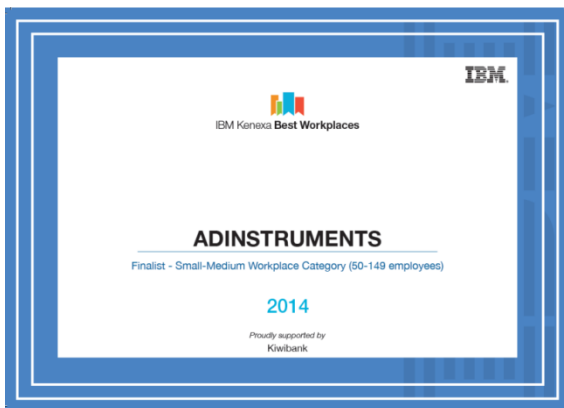 IBM.
IBM Kenexa Best Workplaces
ADINSTRUMENTS
Finalist - Small-Medium Workplace Category (50-149 employees)
2014
Proudly supported by
Kiwibank